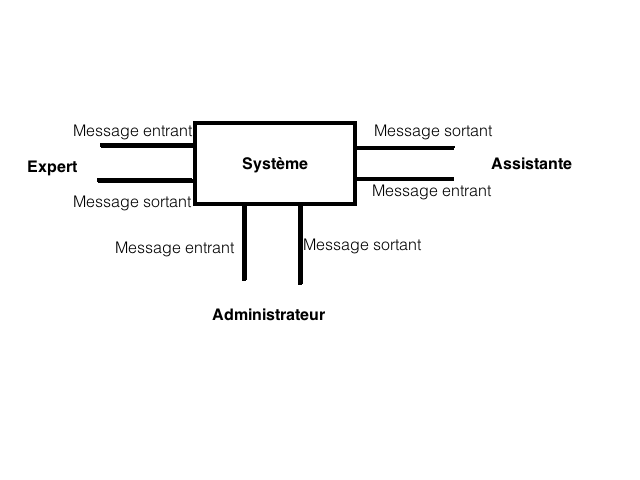 Message entrant
Message sortant
Expert
Système
Assistante
Message sortant
Message entrant
Message entrant
Message sortant
Administrateur